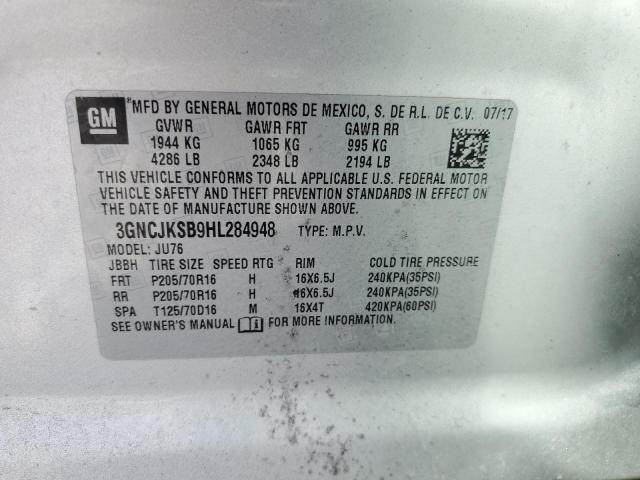 GM ® MFD BY GENERAL MOTORS DE MEXICO, S. DE R.L. DE C.V. 07/17
GVWR GAWR FRT GAWR RR
1944 KG 1065 KG 995 KG
4286 LB 2348 LB 2194 LB
THIS VEHICLE CONFORMS TO ALL APPLICABLE U.S. FEDERAL MOTOR
VEHICLE SAFETY AND THEFT PREVENTION STANDARDS IN EFFECT ON
THE DATE OF MANUFACTURE SHOWN ABOVE.
3GNCJKSB9HL284948 TYPE: M.P.V.
MODEL: JU76
JBBH TIRE SIZE SPEED RTG RIM COLD TIRE PRESSURE
FRT P205/70R16 H 16X6.5J 240KPA(35PSI)
RR P205/70R16 H 16X6.5J 240KPA(35PSI)
SPA T125/70D16 M 16X4T 420KPA(60PSI)
SEE OWNER'S MANUAL FOR MORE INFORMATION.